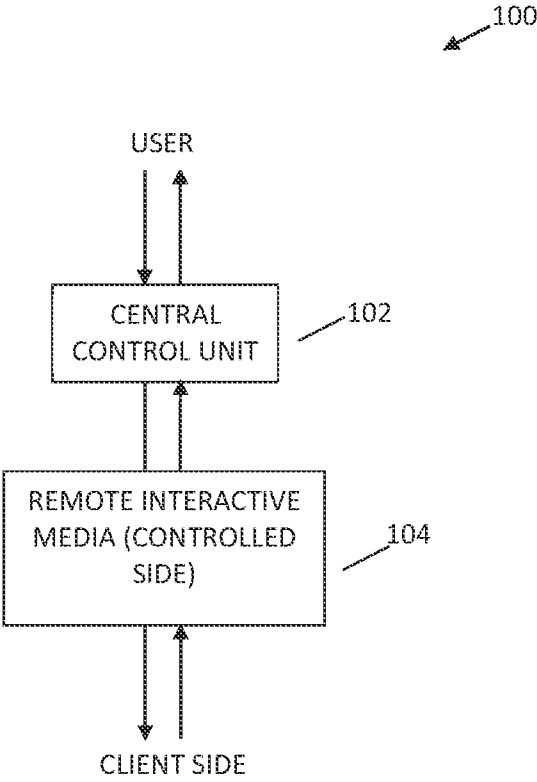 100
USER
CENTRAL
CONTROL UNIT
102
REMOTE INTERACTIVE
MEDIA (CONTROLLED
SIDE)
104
CLIENT SIDE